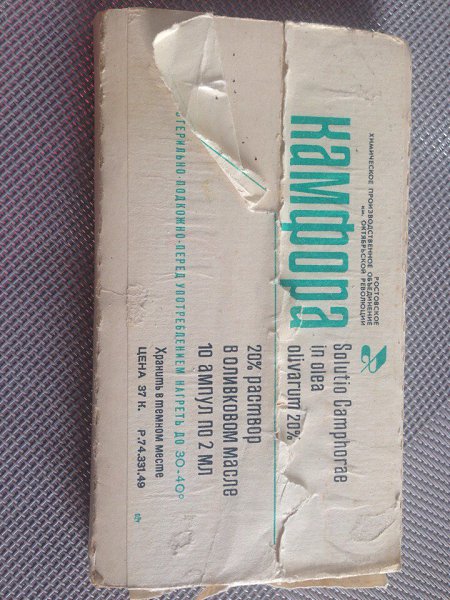 РОСТОВСКОЕ
ХИМИЧЕСКОЕ ПРОИЗВОДСТВЕННОЕ ОБЪЕДИНЕНИЕ
им. ОКТЯБРЬСКОЙ РЕВОЛЮЦИИ
камфора
Solutio Camphorae
in olea
olivarum 20%
20% раствор
в оливковом масле
10 ампул по 2 мл
СТЕРИЛЬНО·ПОДКОЖНО·ПЕРЕД УПОТРЕБЛЕНИЕМ НАГРЕТЬ ДО 30-40°
Хранить в темном месте
ЦЕНА 37 К. Р.74.331.49